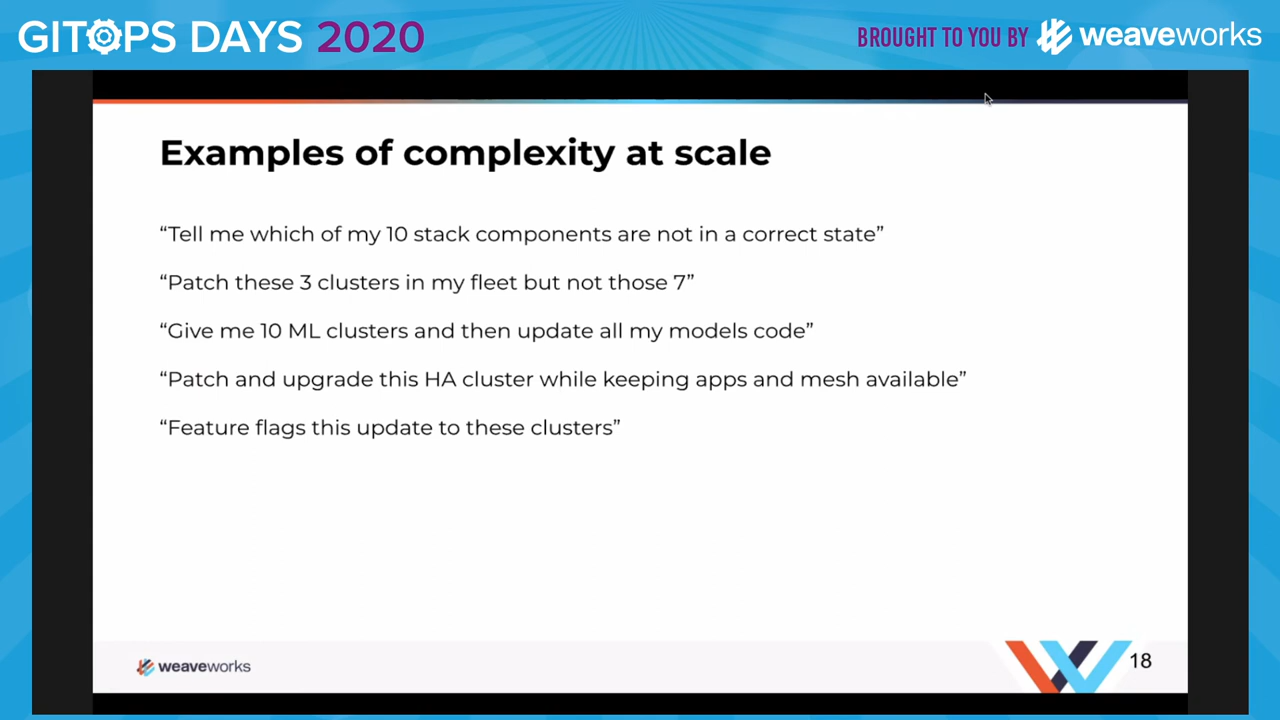 GITOPS DAYS 2020
BROUGHT TO YOU BY weaveworks
Examples of complexity at scale
“Tell me which of my 10 stack components are not in a correct state”
“Patch these 3 clusters in my fleet but not those 7”
“Give me 10 ML clusters and then update all my models code”
“Patch and upgrade this HA cluster while keeping apps and mesh available”
“Feature flags this update to these clusters”
weaveworks
18